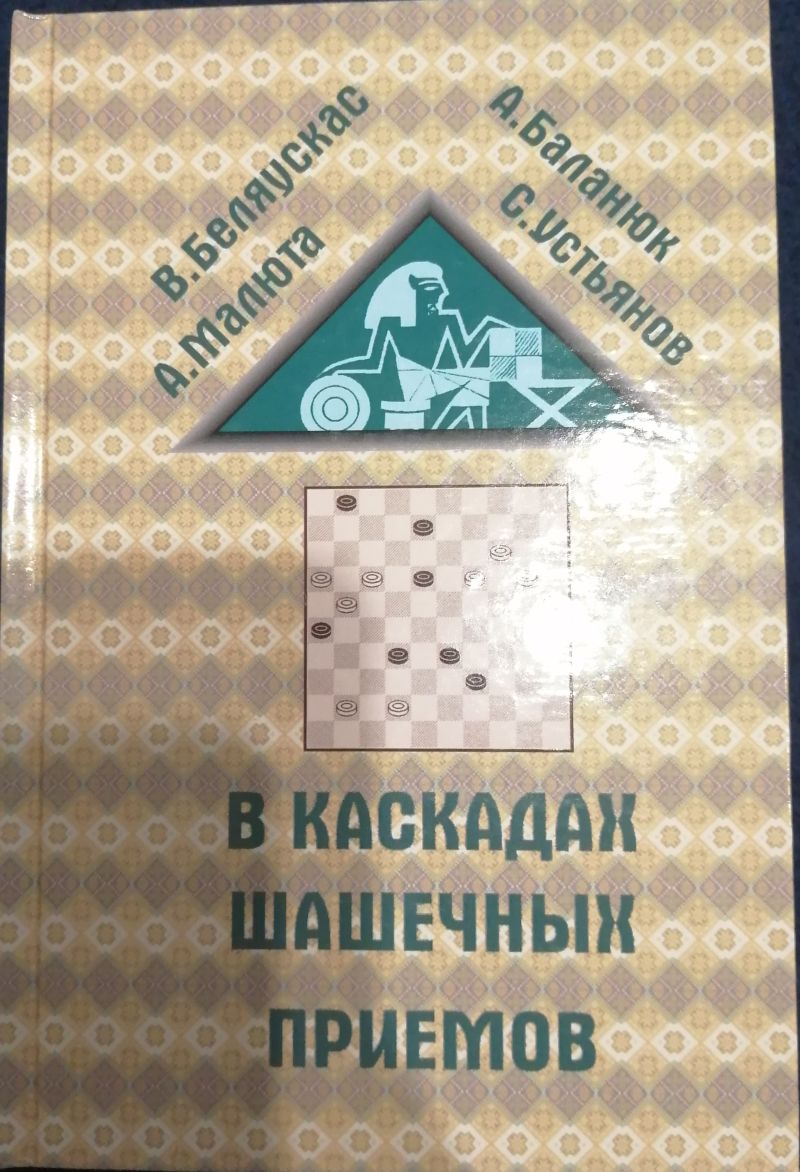 В.Беляускас
А.Малюта
А.Баланюк
С.Устьянов
В КАСКАДАХ
ШАШЕЧНЫХ
ПРИЕМОВ